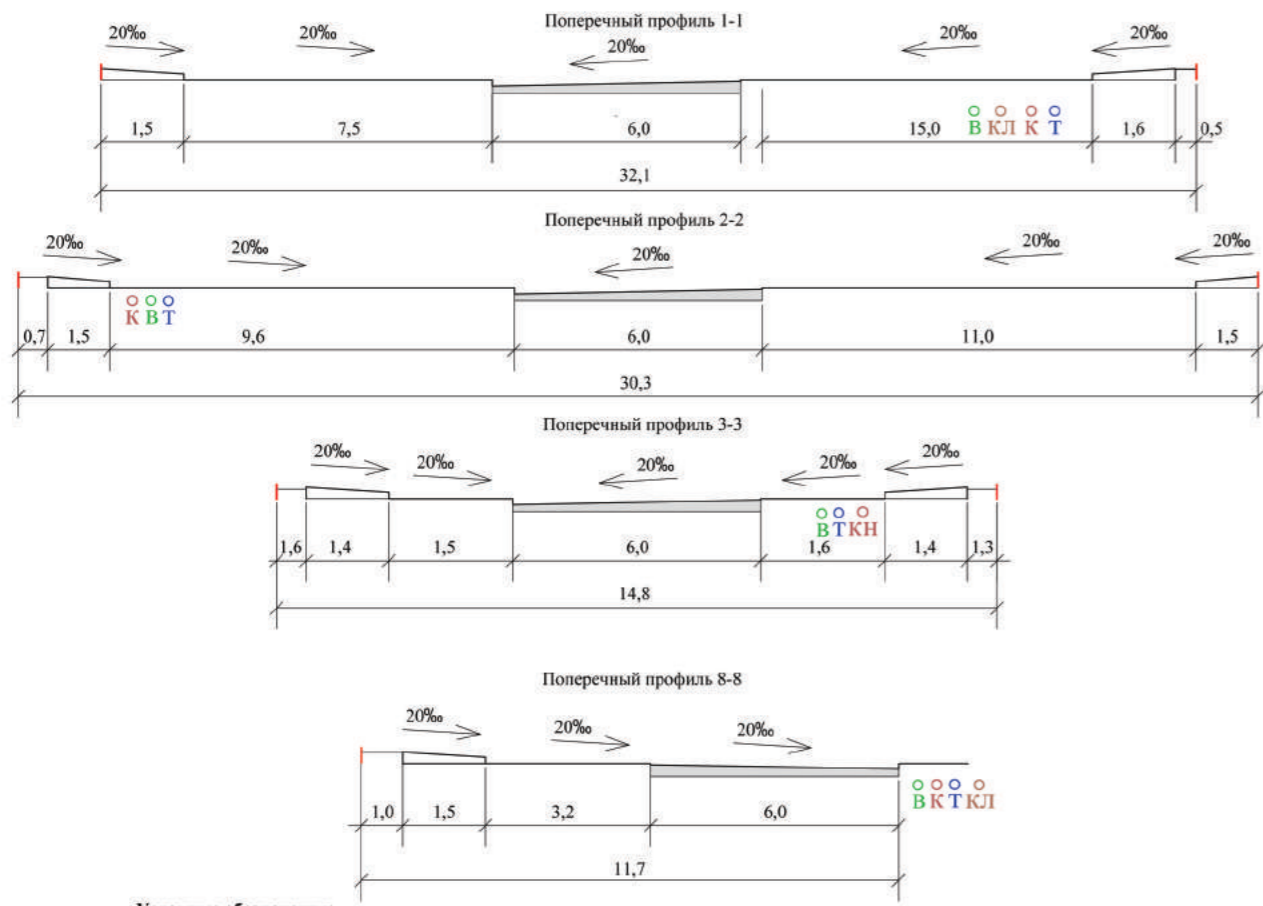 Поперечный профиль 1-1
20‰ 20‰ 20‰ 20‰ 20‰
В КЛ К Т
1,5 7,5 6,0 15,0 1,6 0,5
32,1
Поперечный профиль 2-2
20‰ 20‰ 20‰ 20‰ 20‰
К В Т
0,7 1,5 9,6 6,0 11,0 1,5
30,3
Поперечный профиль 3-3
20‰ 20‰ 20‰ 20‰ 20‰
В Т КН
1,6 1,4 1,5 6,0 1,6 1,4 1,3
14,8
Поперечный профиль 8-8
20‰ 20‰ 20‰
В К Т КЛ
1,0 1,5 3,2 6,0
11,7